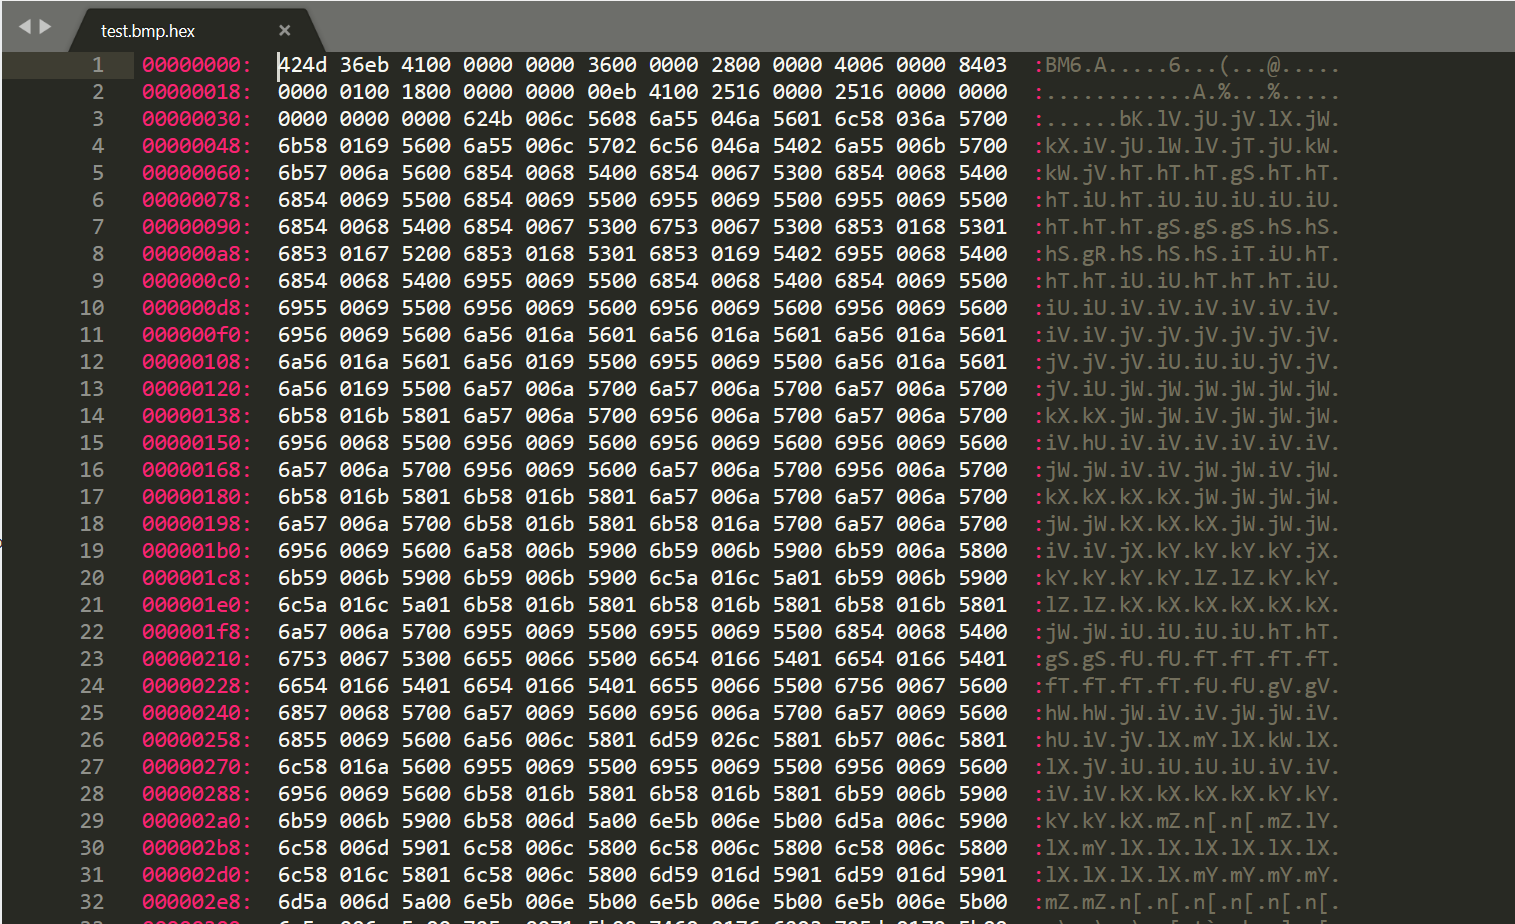 test.bmp.hex ×
1 00000000: 424d 36eb 4100 0000 0000 3600 0000 2800 0000 4006 0000 8403 :BM6.A.....6...(...@.....
2 00000018: 0000 0100 1800 0000 0000 00eb 4100 2516 0000 2516 0000 0000 :............A.%...%.....
3 00000030: 0000 0000 0000 624b 006c 5608 6a55 046a 5601 6c58 036a 5700 :......bK.lV.jU.jV.lX.jW.
4 00000048: 6b58 0169 5600 6a55 006c 5702 6c56 046a 5402 6a55 006b 5700 :kX.iV.jU.lW.lV.jT.jU.kW.
5 00000060: 6b57 006a 5600 6854 0068 5400 6854 0067 5300 6854 0068 5400 :kW.jV.hT.hT.hT.gS.hT.hT.
6 00000078: 6854 0069 5500 6854 0069 5500 6955 0069 5500 6955 0069 5500 :hT.iU.hT.iU.iU.iU.iU.iU.
7 00000090: 6854 0068 5400 6854 0067 5300 6753 0067 5300 6853 0168 5301 :hT.hT.hT.gS.gS.gS.hS.hS.
8 000000a8: 6853 0167 5200 6853 0168 5301 6853 0169 5402 6955 0068 5400 :hS.gR.hS.hS.hS.iT.iU.hT.
9 000000c0: 6854 0068 5400 6955 0069 5500 6854 0068 5400 6854 0069 5500 :hT.hT.iU.iU.hT.hT.hT.iU.
10 000000d8: 6955 0069 5500 6956 0069 5600 6956 0069 5600 6956 0069 5600 :iU.iU.iV.iV.iV.iV.iV.iV.
11 000000f0: 6956 0069 5600 6a56 016a 5601 6a56 016a 5601 6a56 016a 5601 :iV.iV.jV.jV.jV.jV.jV.jV.
12 00000108: 6a56 016a 5601 6a56 0169 5500 6955 0069 5500 6a56 016a 5601 :jV.jV.jV.iU.iU.iU.jV.jV.
13 00000120: 6a56 0169 5500 6a57 006a 5700 6a57 006a 5700 6a57 006a 5700 :jV.iU.jW.jW.jW.jW.jW.jW.
14 00000138: 6b58 016b 5801 6a57 006a 5700 6956 006a 5700 6a57 006a 5700 :kX.kX.jW.jW.iV.jW.jW.jW.
15 00000150: 6956 0068 5500 6956 0069 5600 6956 0069 5600 6956 0069 5600 :iV.hU.iV.iV.iV.iV.iV.iV.
16 00000168: 6a57 006a 5700 6956 0069 5600 6a57 006a 5700 6956 006a 5700 :jW.jW.iV.iV.jW.jW.iV.jW.
17 00000180: 6b58 016b 5801 6b58 016b 5801 6a57 006a 5700 6a57 006a 5700 :kX.kX.kX.kX.jW.jW.jW.jW.
18 00000198: 6a57 006a 5700 6b58 016b 5801 6b58 016a 5700 6a57 006a 5700 :jW.jW.kX.kX.kX.jW.jW.jW.
19 000001b0: 6956 0069 5600 6a58 006b 5900 6b59 006b 5900 6b59 006a 5800 :iV.iV.jX.kY.kY.kY.kY.jX.
20 000001c8: 6b59 006b 5900 6b59 006b 5900 6c5a 016c 5a01 6b59 006b 5900 :kY.kY.kY.kY.lZ.lZ.kY.kY.
21 000001e0: 6c5a 016c 5a01 6b58 016b 5801 6b58 016b 5801 6b58 016b 5801 :lZ.lZ.kX.kX.kX.kX.kX.kX.
22 000001f8: 6a57 006a 5700 6955 0069 5500 6955 0069 5500 6854 0068 5400 :jW.jW.iU.iU.iU.iU.hT.hT.
23 00000210: 6753 0067 5300 6655 0066 5500 6654 0166 5401 6654 0166 5401 :gS.gS.fU.fU.fT.fT.fT.fT.
24 00000228: 6654 0166 5401 6654 0166 5401 6655 0066 5500 6756 0067 5600 :fT.fT.fT.fT.fU.fU.gV.gV.
25 00000240: 6857 0068 5700 6a57 0069 5600 6956 006a 5700 6a57 0069 5600 :hW.hW.jW.iV.iV.jW.jW.iV.
26 00000258: 6855 0069 5600 6a56 006c 5801 6d59 026c 5801 6b57 006c 5801 :hU.iV.jV.lX.mY.lX.kW.lX.
27 00000270: 6c58 016a 5600 6955 0069 5500 6955 0069 5500 6956 0069 5600 :lX.jV.iU.iU.iU.iU.iV.iV.
28 00000288: 6956 0069 5600 6b58 016b 5801 6b58 016b 5801 6b59 006b 5900 :iV.iV.kX.kX.kX.kX.kY.kY.
29 000002a0: 6b59 006b 5900 6b58 006d 5a00 6e5b 006e 5b00 6d5a 006c 5900 :kY.kY.kX.mZ.n[.n[.mZ.lY.
30 000002b8: 6c58 006d 5901 6c58 006c 5800 6c58 006c 5800 6c58 006c 5800 :lX.mY.lX.lX.lX.lX.lX.lX.
31 000002d0: 6c58 016c 5801 6c58 006c 5800 6d59 016d 5901 6d59 016d 5901 :lX.lX.lX.lX.mY.mY.mY.mY.
32 000002e8: 6d5a 006d 5a00 6e5b 006e 5b00 6e5b 006e 5b00 6e5b 006e 5b00 :mZ.mZ.n[.n[.n[.n[.n[.n[.